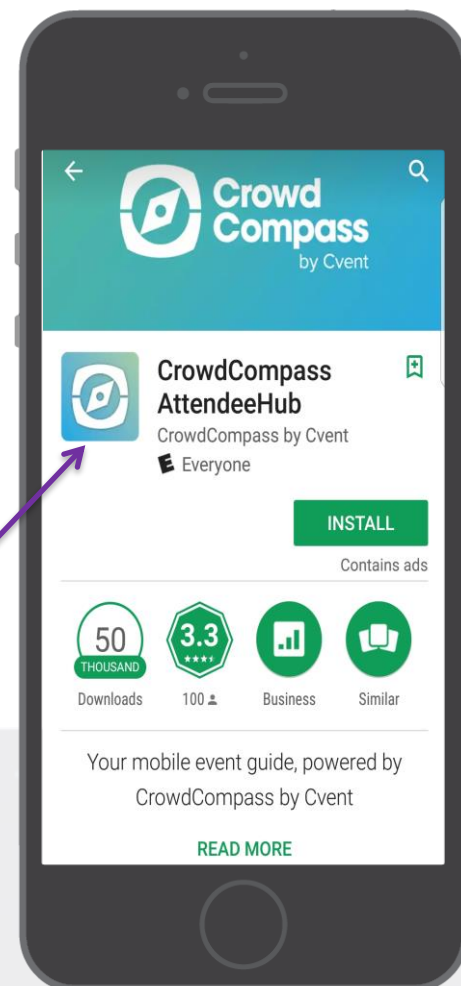 Crowd
Compass
by Cvent
CrowdCompass
AttendeeHub
CrowdCompass by Cvent
E Everyone
INSTALL
Contains ads
50
THOUSAND
Downloads
3.3
100
Business
Similar
Your mobile event guide, powered by
CrowdCompass by Cvent
READ MORE